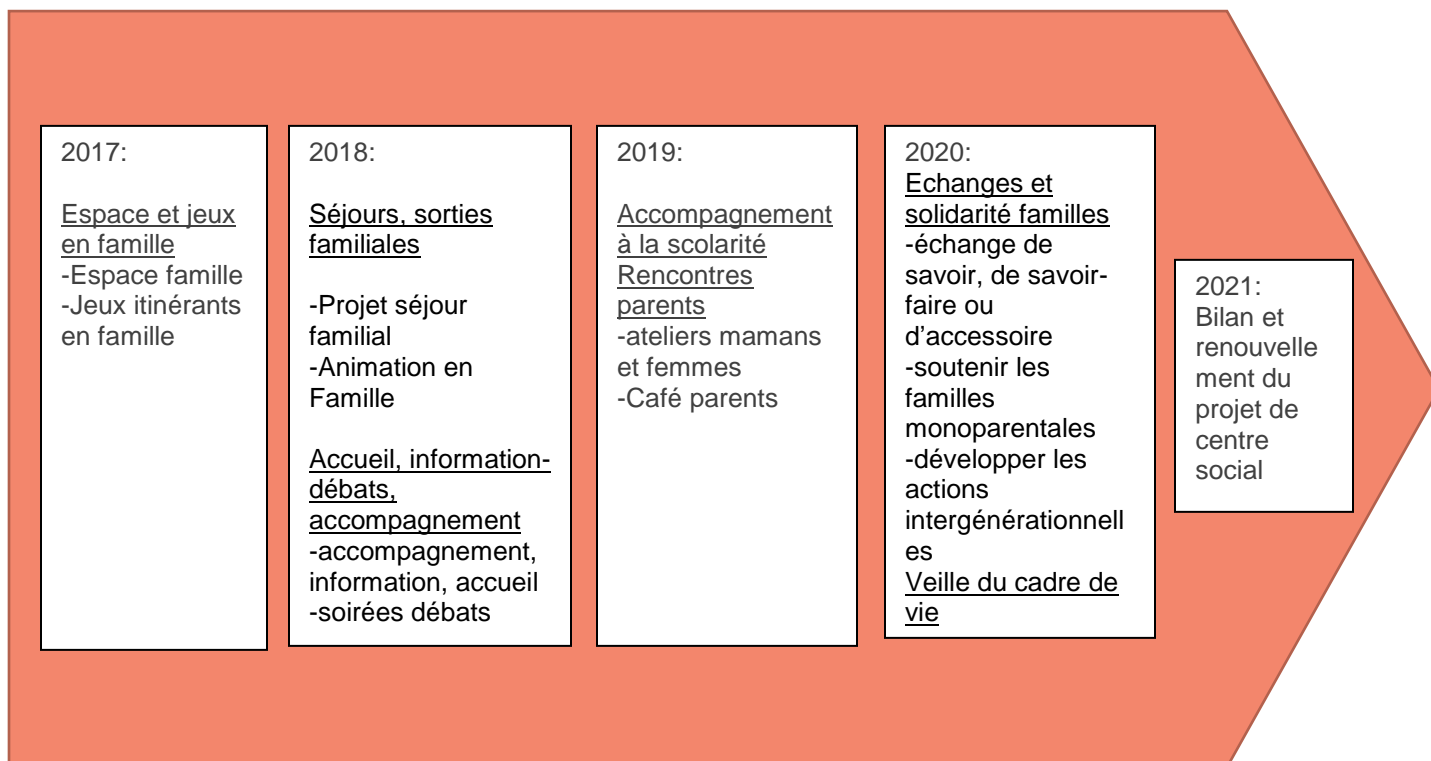 2017:
Espace et jeux
en famille
-Espace famille
-Jeux itinérants
en famille
2018:
Séjours, sorties
familiales
-Projet séjour
familial
-Animation en
Famille
Accueil, information-
débats,
accompagnement
-accompagnement,
information, accueil
-soirées débats
2019:
Accompagnement
à la scolarité
Rencontres
parents
-ateliers mamans
et femmes
-Café parents
2020:
Echanges et
solidarité familles
-échange de
savoir, de savoir-
faire ou
d’accessoire
-soutenir les
familles
monoparentales
-développer les
actions
intergénérationnell
es
Veille du cadre de
vie
2021:
Bilan et
renouvelle
ment du
projet de
centre
social